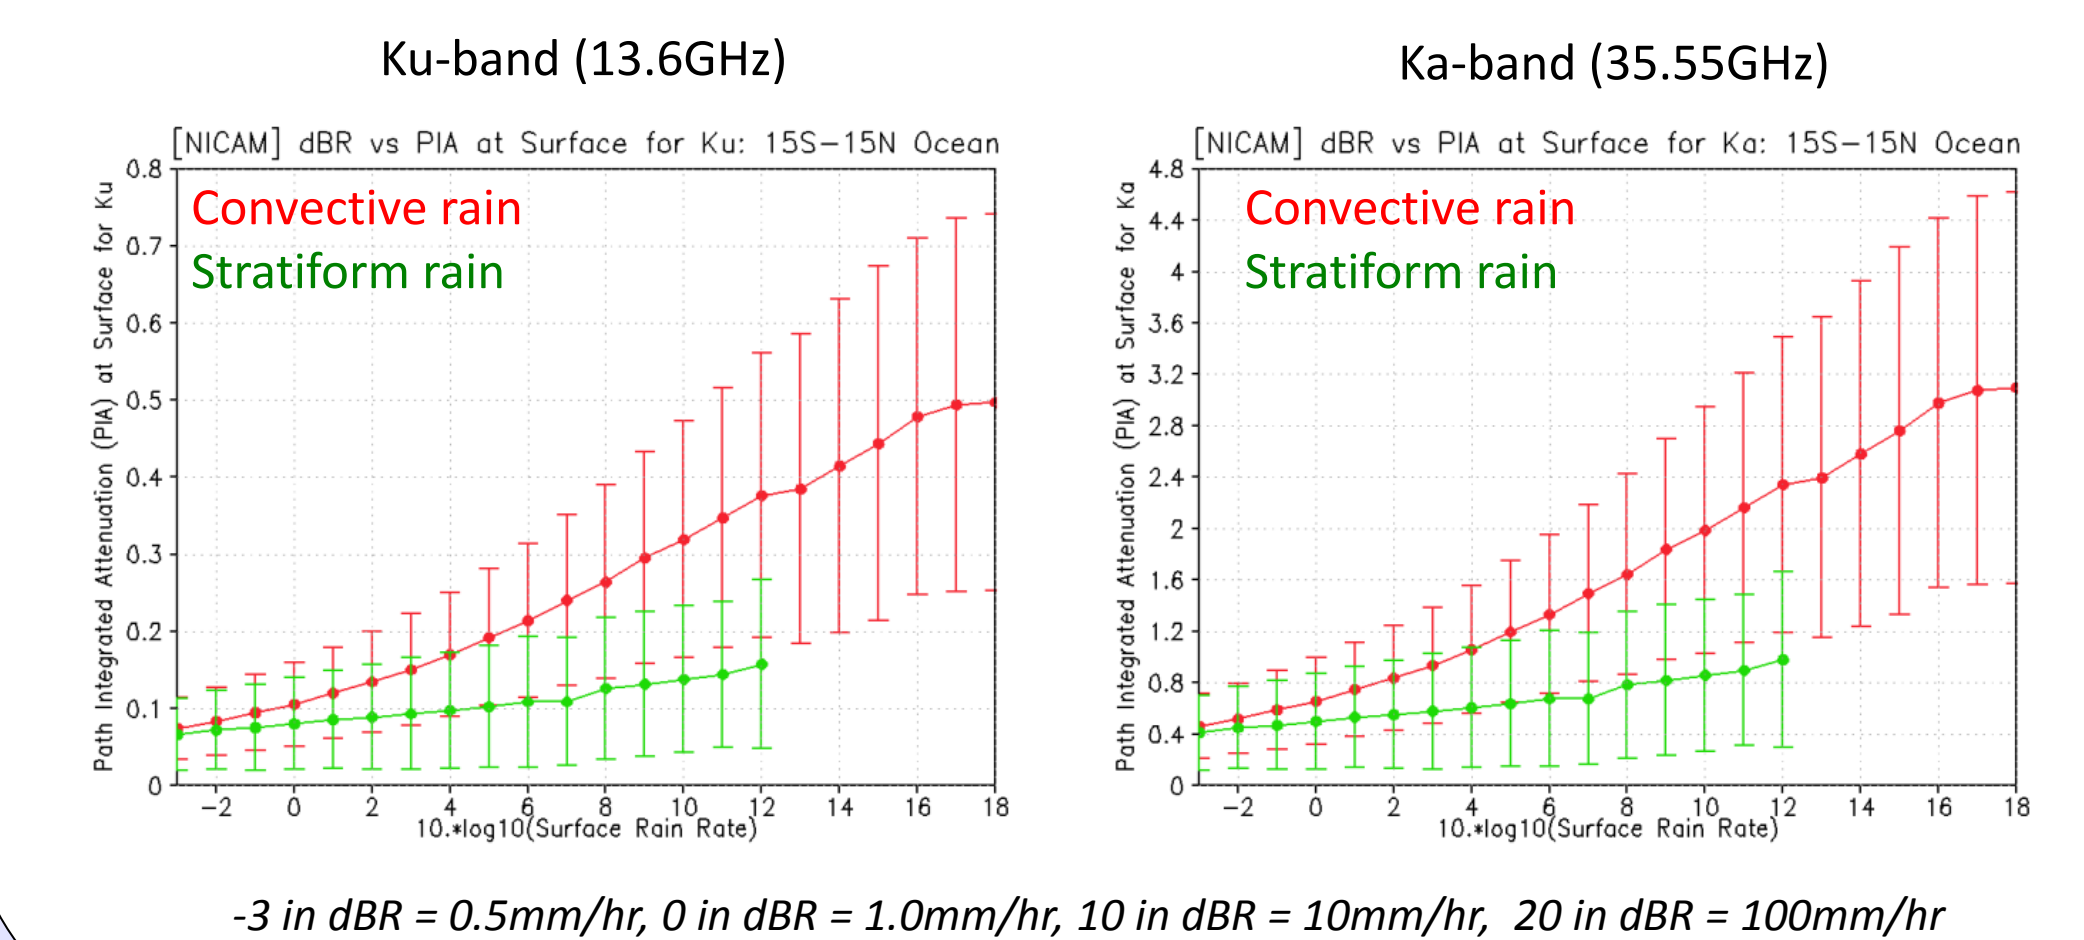 Ku-band (13.6GHz)
Ka-band (35.55GHz)
[NICAM] dBR vs PIA at Surface for Ku: 15S-15N Ocean
Path Integrated Attenuation (PIA) at Surface for Ku
0.8
0.7
0.6
0.5
0.4
0.3
0.2
0.1
0
Convective rain
Stratiform rain
-2 0 2 4 6 8 10 12 14 16 18
10.*log10(Surface Rain Rate)
[NICAM] dBR vs PIA at Surface for Ka: 15S-15N Ocean
Path Integrated Attenuation (PIA) at Surface for Ka
4.8
4.4
4
3.6
3.2
2.8
2.4
2
1.6
1.2
0.8
0.4
0
Convective rain
Stratiform rain
-2 0 2 4 6 8 10 12 14 16 18
10.*log10(Surface Rain Rate)
-3 in dBR = 0.5mm/hr, 0 in dBR = 1.0mm/hr, 10 in dBR = 10mm/hr, 20 in dBR = 100mm/hr